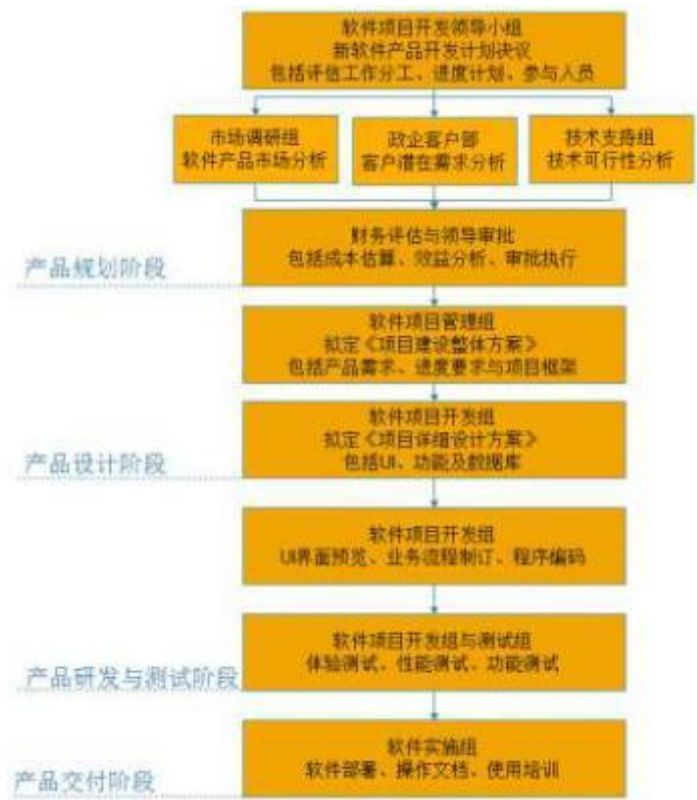 软件项目开发领导小组
新软件产品开发计划决议
包括评估工作分工、进度计划、参与人员
市场调研组
软件产品市场分析
政企客户部
客户潜在需求分析
技术支持组
技术可行性分析
财务评估与领导审批
包括成本估算、效益分析、审批执行
产品规划阶段
软件项目管理组
拟定《项目建设整体方案》
包括产品需求、进度要求与项目框架
软件项目开发组
拟定《项目详细设计方案》
包括UI、功能及数据库
产品设计阶段
软件项目开发组
UI界面预览、业务流程制订、程序编码
软件项目开发组与测试组
体验测试、性能测试、功能测试
产品研发与测试阶段
软件实施组
软件部署、操作文档、使用培训
产品交付阶段